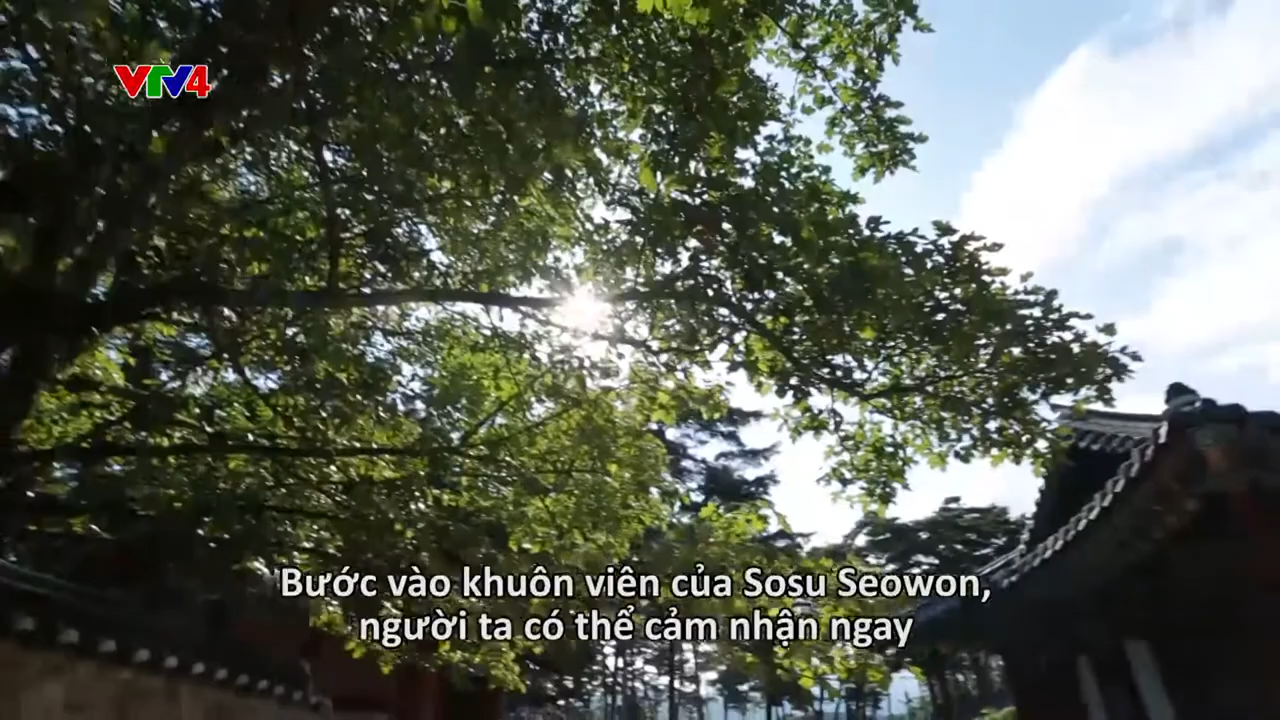 VTV4
Bước vào khuôn viên của Sosu Seowon,
người ta có thể cảm nhận ngay